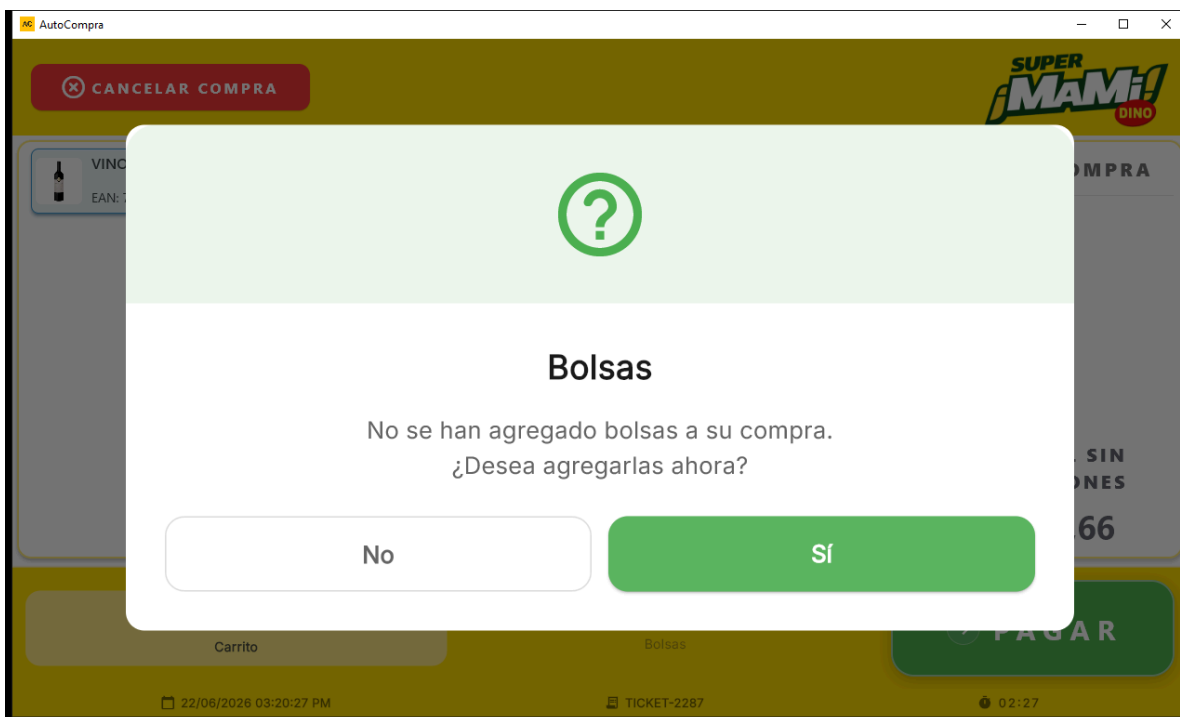 AC AutoCompra
CANCELAR COMPRA
SUPER
¡MAMi!
DINO
VINO
EAN: 7
OMPRA
?
Bolsas
No se han agregado bolsas a su compra.
¿Desea agregarlas ahora?
SIN
ONES
.66
No
Sí
PAGAR
Carrito
Bolsas
22/06/2026 03:20:27 PM
TICKET-2287
02:27